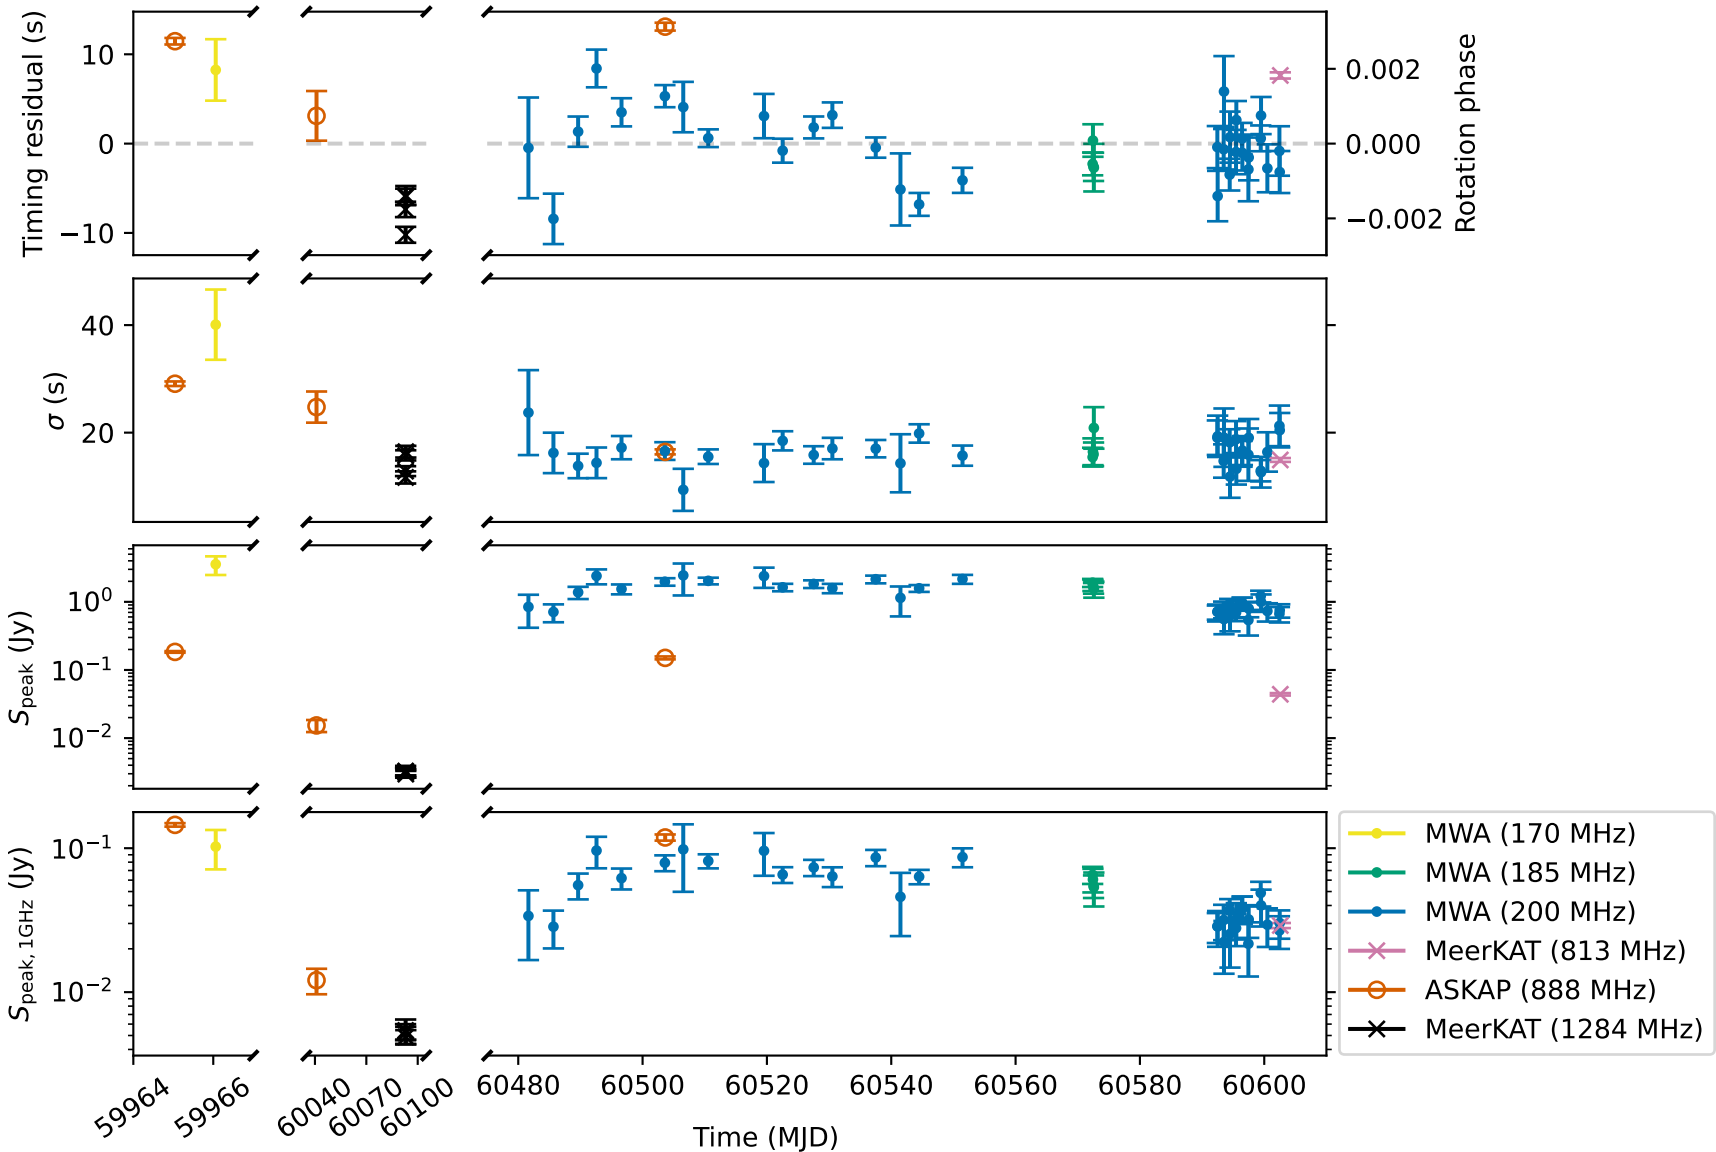 Timing residual (s)
10
0
−10
0.002
0.000
−0.002
Rotation phase
σ (s)
40
20
S_peak (Jy)
10^0
10^−1
10^−2
S_peak, 1GHz (Jy)
10^−1
10^−2
59964
59966
60040
60070
60100
60480
60500
60520
60540
60560
60580
60600
Time (MJD)
MWA (170 MHz)
MWA (185 MHz)
MWA (200 MHz)
MeerKAT (813 MHz)
ASKAP (888 MHz)
MeerKAT (1284 MHz)